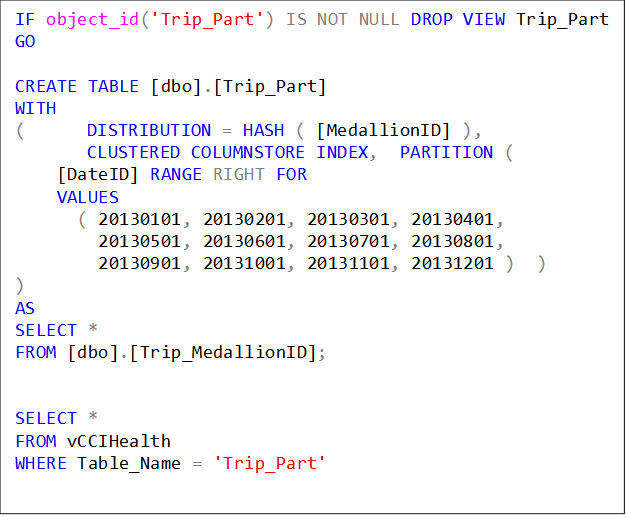 IF object_id('Trip_Part') IS NOT NULL DROP VIEW Trip_Part
GO
CREATE TABLE [dbo].[Trip_Part]
WITH
( DISTRIBUTION = HASH ( [MedallionID] ),
CLUSTERED COLUMNSTORE INDEX, PARTITION (
[DateID] RANGE RIGHT FOR
VALUES
( 20130101, 20130201, 20130301, 20130401,
20130501, 20130601, 20130701, 20130801,
20130901, 20131001, 20131101, 20131201 ) )
)
AS
SELECT *
FROM [dbo].[Trip_MedallionID];
SELECT *
FROM vCCIHealth
WHERE Table_Name = 'Trip_Part'